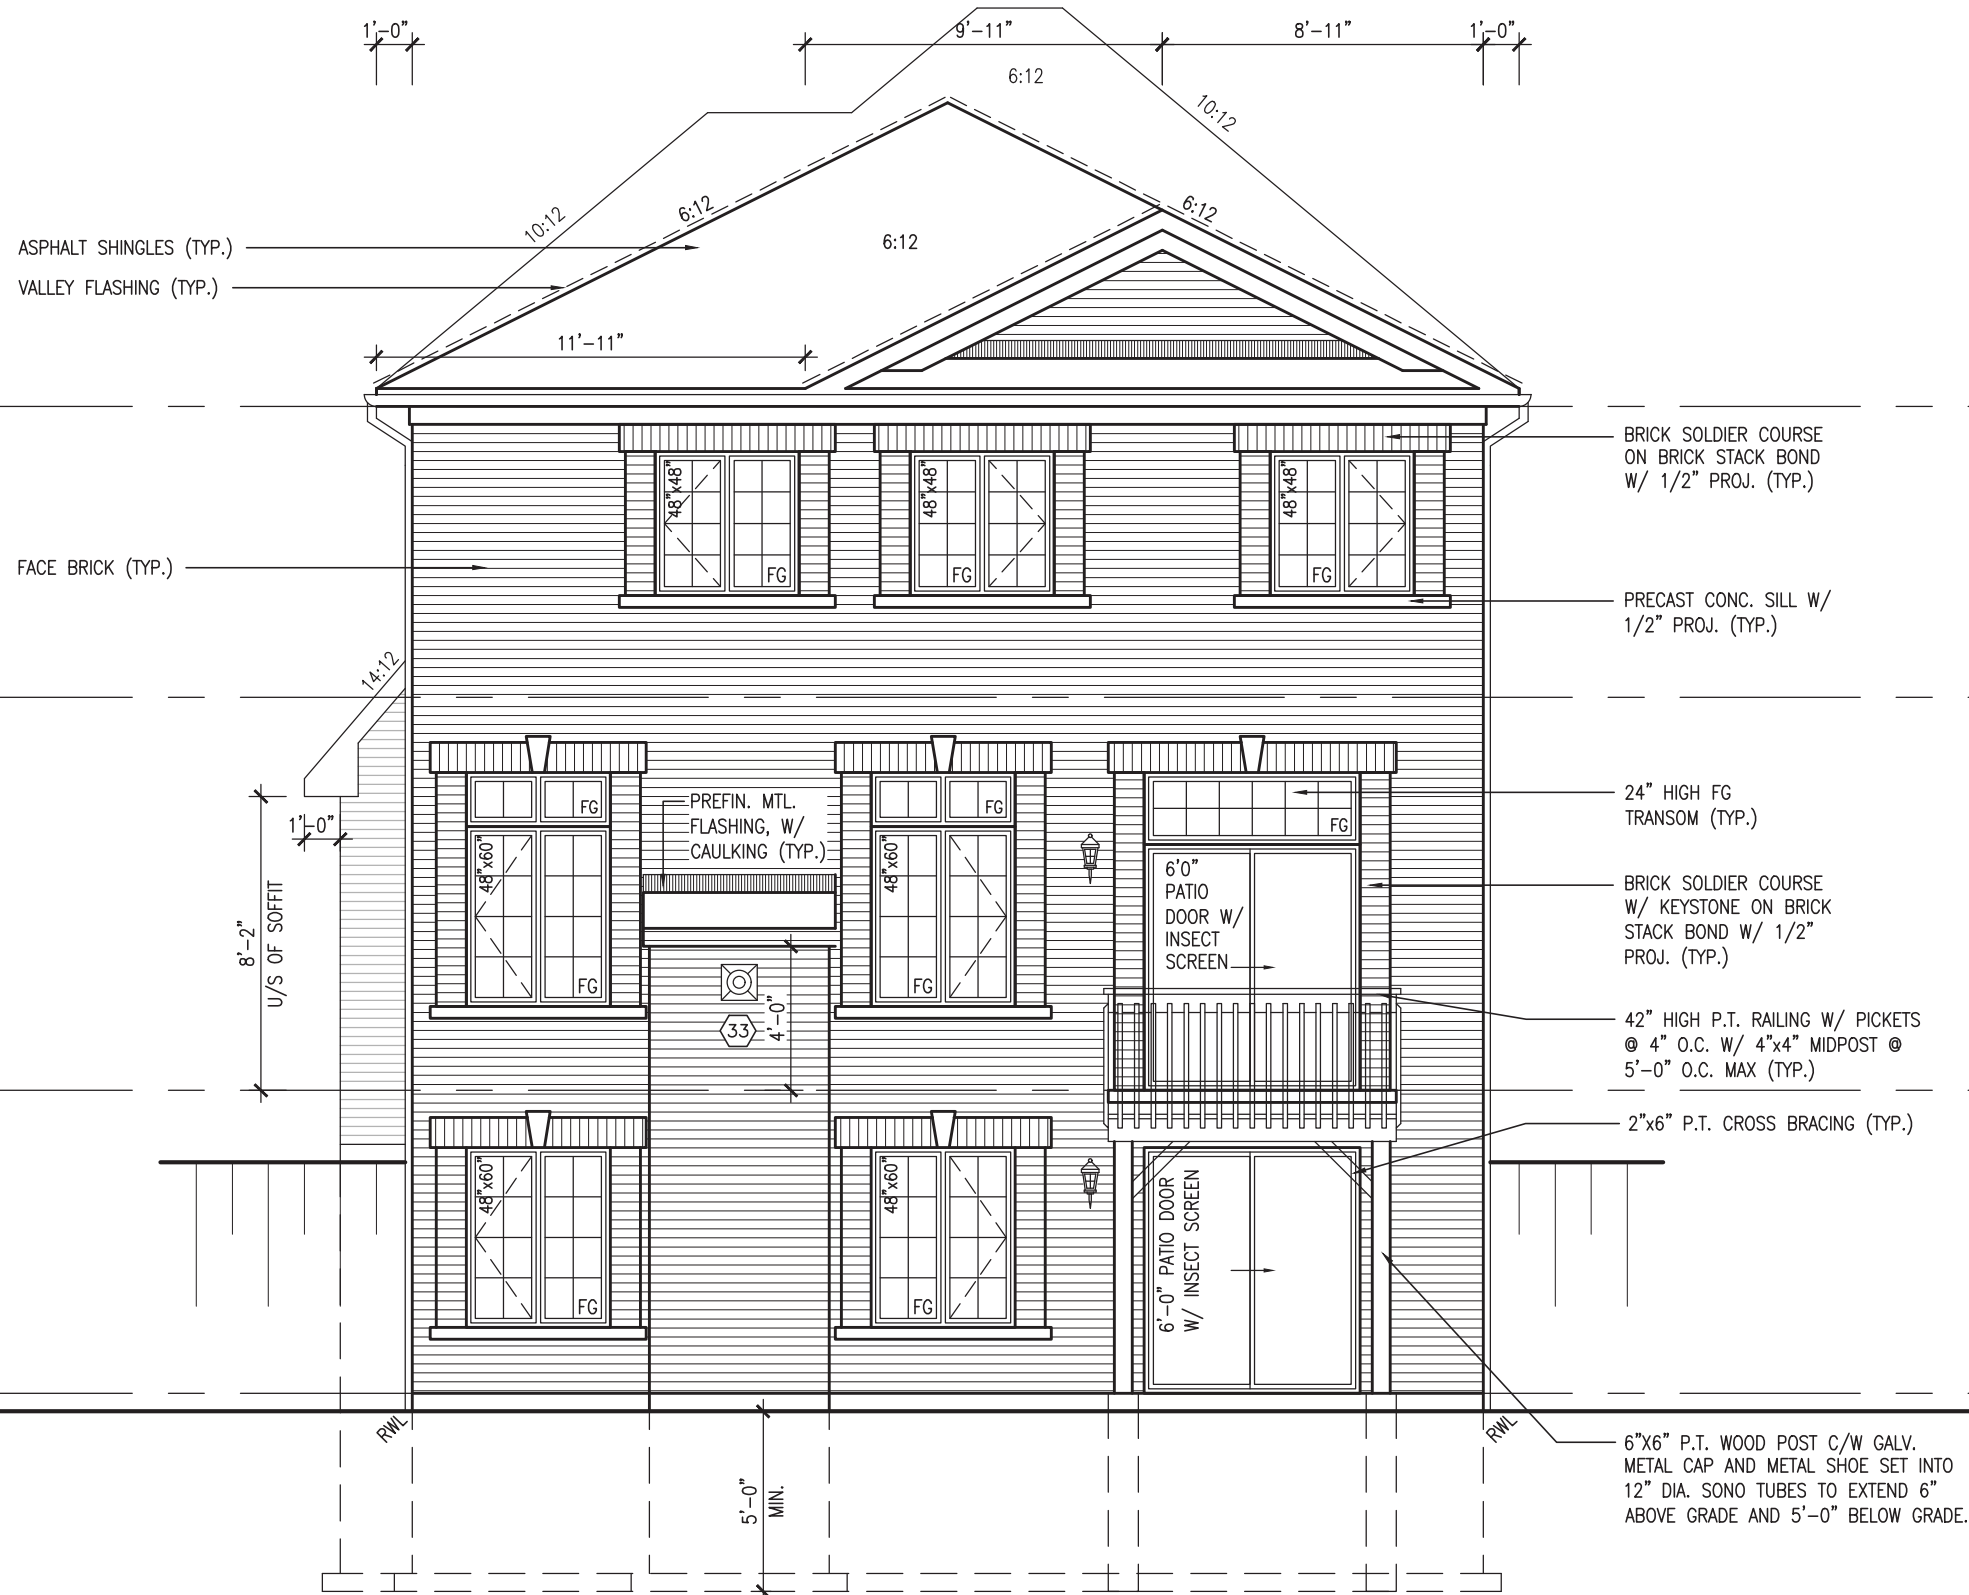 1'-0"
9'-11"
8'-11"
1'-0"
6:12
10:12
10:12
6:12
6:12
6:12
ASPHALT SHINGLES (TYP.)
VALLEY FLASHING (TYP.)
11'-11"
BRICK SOLDIER COURSE
ON BRICK STACK BOND
W/ 1/2" PROJ. (TYP.)
48"x48"
FG
48"x48"
FG
48"x48"
FG
FACE BRICK (TYP.)
PRECAST CONC. SILL W/
1/2" PROJ. (TYP.)
14:12
1'-0"
8'-2"
U/S OF SOFFIT
FG
48"x60"
FG
PREFIN. MTL.
FLASHING, W/
CAULKING (TYP.)
33
4'-0"
FG
48"x60"
FG
FG
6'0"
PATIO
DOOR W/
INSECT
SCREEN
24" HIGH FG
TRANSOM (TYP.)
BRICK SOLDIER COURSE
W/ KEYSTONE ON BRICK
STACK BOND W/ 1/2"
PROJ. (TYP.)
42" HIGH P.T. RAILING W/ PICKETS
@ 4" O.C. W/ 4"x4" MIDPOST @
5'-0" O.C. MAX (TYP.)
2"x6" P.T. CROSS BRACING (TYP.)
48"x60"
FG
48"x60"
FG
6'-0" PATIO DOOR
W/ INSECT SCREEN
RWL
RWL
5'-0"
MIN.
6"X6" P.T. WOOD POST C/W GALV.
METAL CAP AND METAL SHOE SET INTO
12" DIA. SONO TUBES TO EXTEND 6"
ABOVE GRADE AND 5'-0" BELOW GRADE.